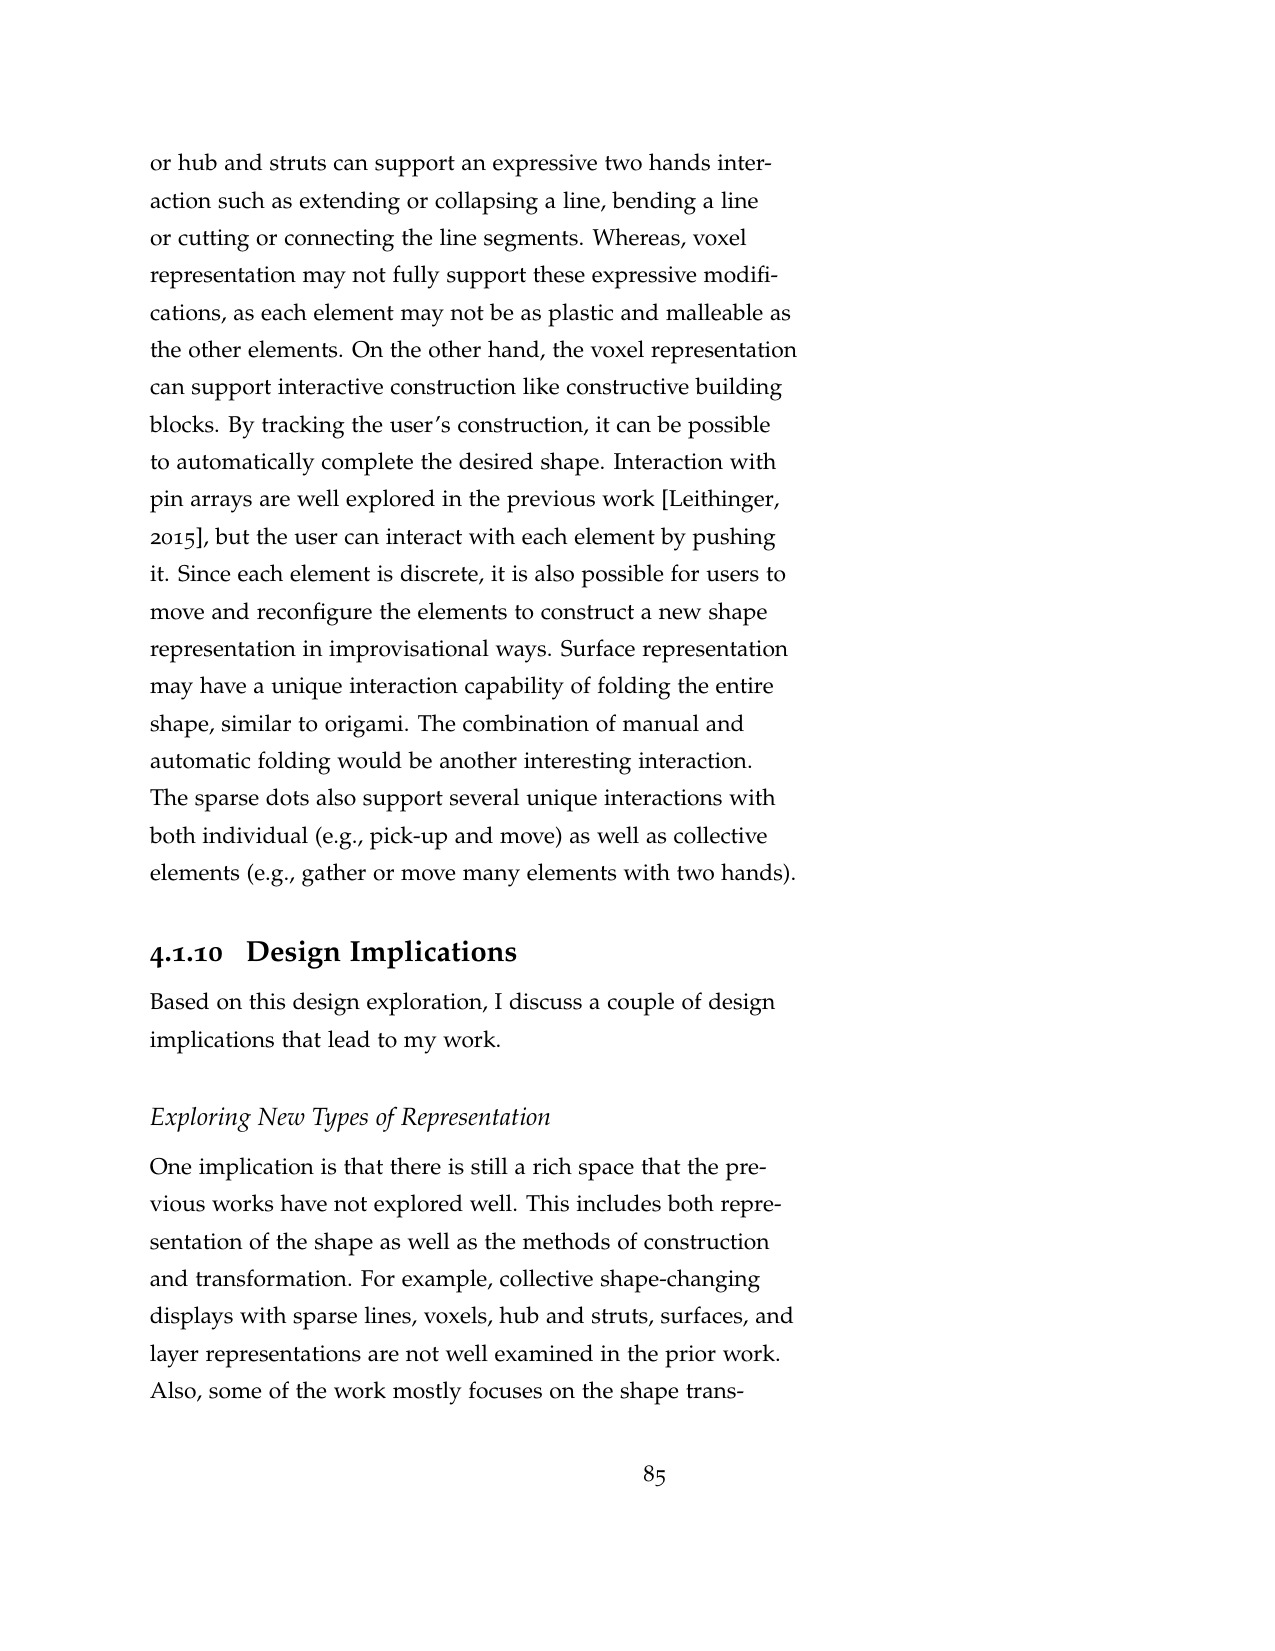 or hub and struts can support an expressive two hands inter-
action such as extending or collapsing a line, bending a line
or cutting or connecting the line segments. Whereas, voxel
representation may not fully support these expressive modifi-
cations, as each element may not be as plastic and malleable as
the other elements. On the other hand, the voxel representation
can support interactive construction like constructive building
blocks. By tracking the user's construction, it can be possible
to automatically complete the desired shape. Interaction with
pin arrays are well explored in the previous work [Leithinger,
2015], but the user can interact with each element by pushing
it. Since each element is discrete, it is also possible for users to
move and reconfigure the elements to construct a new shape
representation in improvisational ways. Surface representation
may have a unique interaction capability of folding the entire
shape, similar to origami. The combination of manual and
automatic folding would be another interesting interaction.
The sparse dots also support several unique interactions with
both individual (e.g., pick-up and move) as well as collective
elements (e.g., gather or move many elements with two hands).
4.1.10 Design Implications
Based on this design exploration, I discuss a couple of design
implications that lead to my work.
Exploring New Types of Representation
One implication is that there is still a rich space that the pre-
vious works have not explored well. This includes both repre-
sentation of the shape as well as the methods of construction
and transformation. For example, collective shape-changing
displays with sparse lines, voxels, hub and struts, surfaces, and
layer representations are not well examined in the prior work.
Also, some of the work mostly focuses on the shape trans-
85